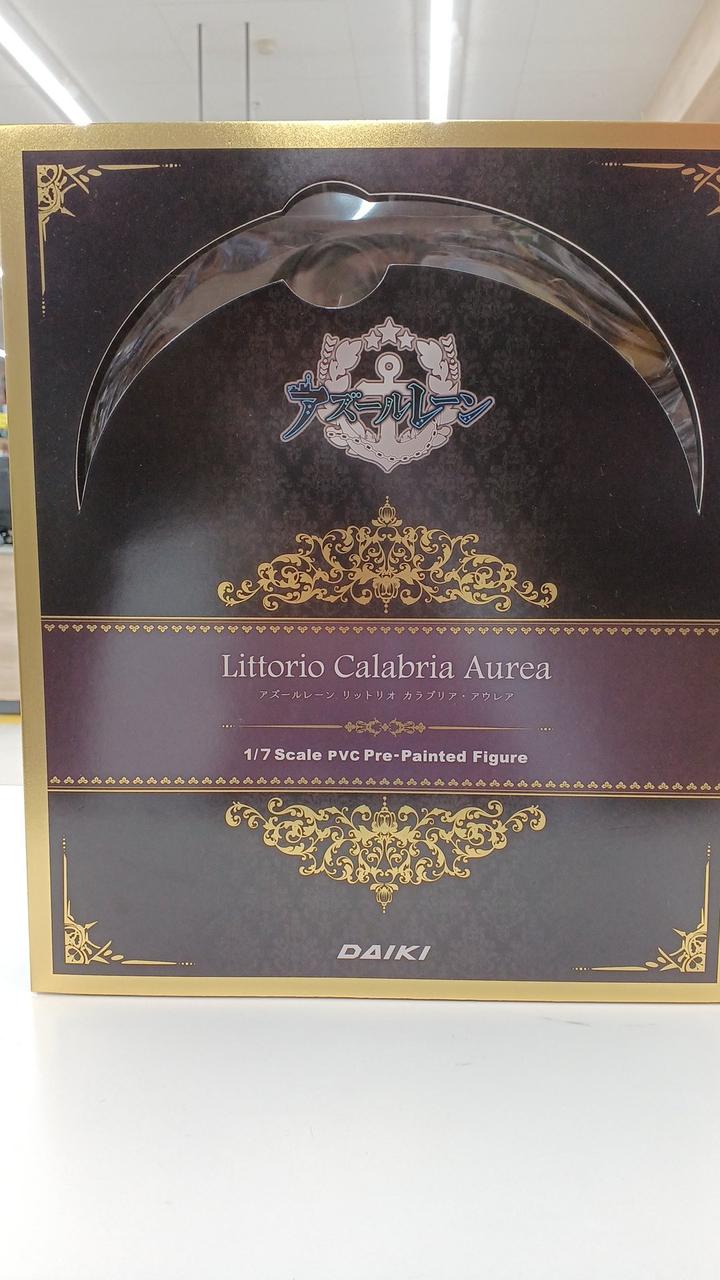 アズールレーン
Littorio Calabria Aurea
アズールレーン リットリオ カラブリア・アウレア
1/7 Scale PVC Pre-Painted Figure
DAIKI